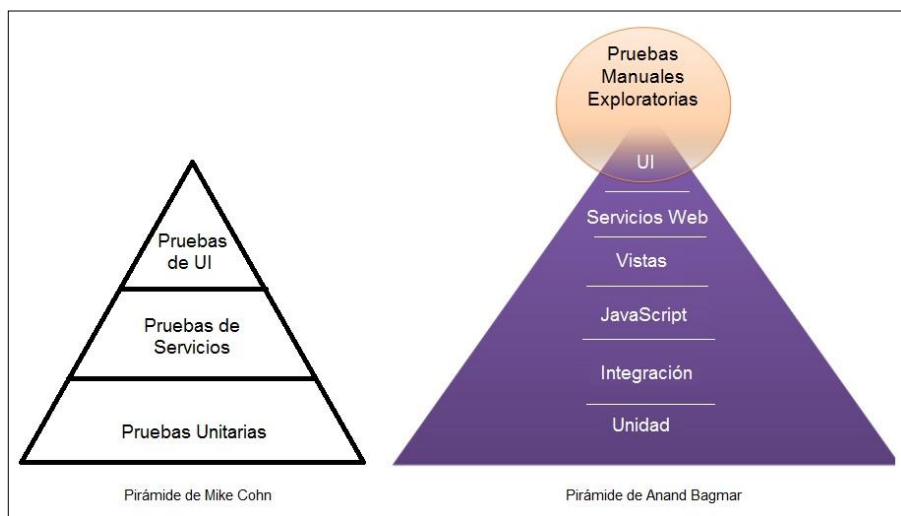 Pruebas
de UI
Pruebas de
Servicios
Pruebas Unitarias
Pirámide de Mike Cohn
Pruebas
Manuales
Exploratorias
UI
Servicios Web
Vistas
JavaScript
Integración
Unidad
Pirámide de Anand Bagmar